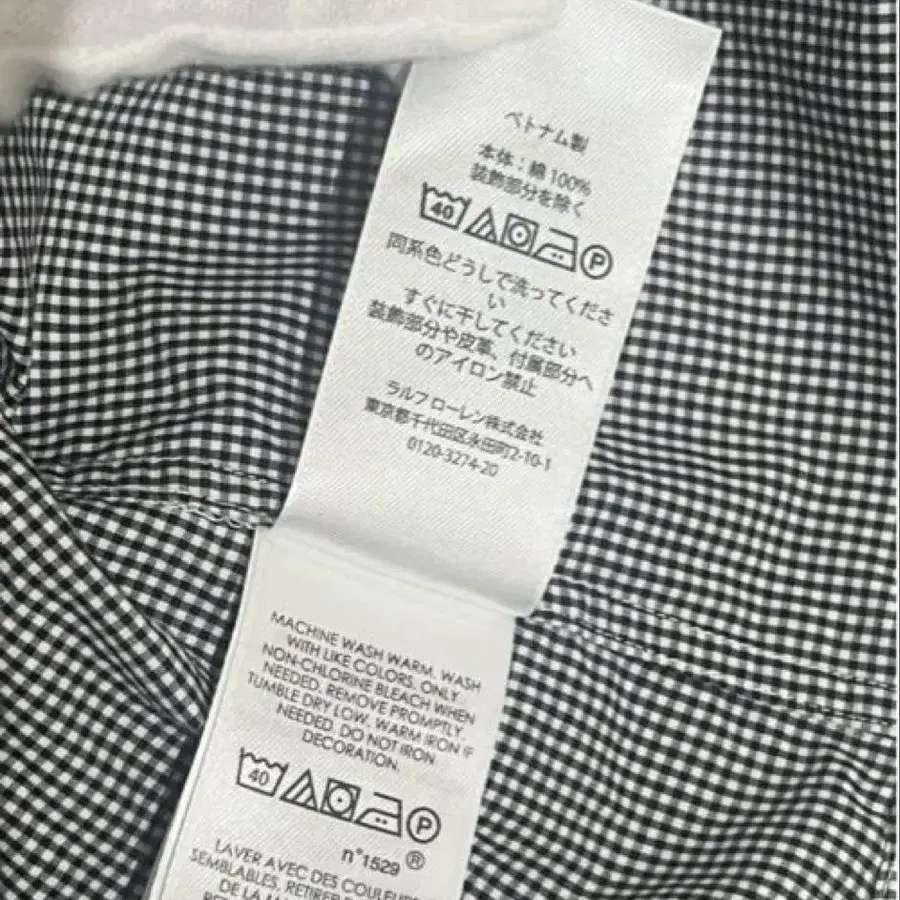 ベトナム製
本体：綿 100%
装飾部分を除く
40 P
同系色どうしで洗ってくださ
い
すぐに干してください
装飾部分や皮革、付属部分へ
のアイロン禁止
ラルフ ローレン株式会社
東京都千代田区永田町2-10-1
0120-3274-20
MACHINE WASH WARM. WASH
WITH LIKE COLORS. ONLY
NON-CHLORINE BLEACH WHEN
NEEDED. REMOVE PROMPTLY.
TUMBLE DRY LOW. WARM IRON IF
NEEDED. DO NOT IRON
DECORATION.
40 P
n°1529 ®
LAVER AVEC DES COULEURS
SEMBLABLES, RETIRER
DE LA